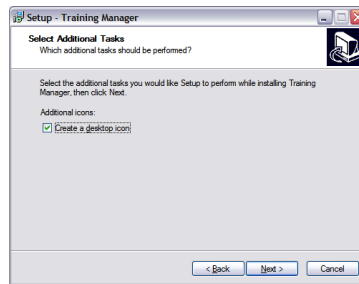 Setup - Training Manager
Select Additional Tasks
Which additional tasks should be performed?
Select the additional tasks you would like Setup to perform while installing Training
Manager, then click Next.
Additional icons:
Create a desktop icon
< Back Next > Cancel